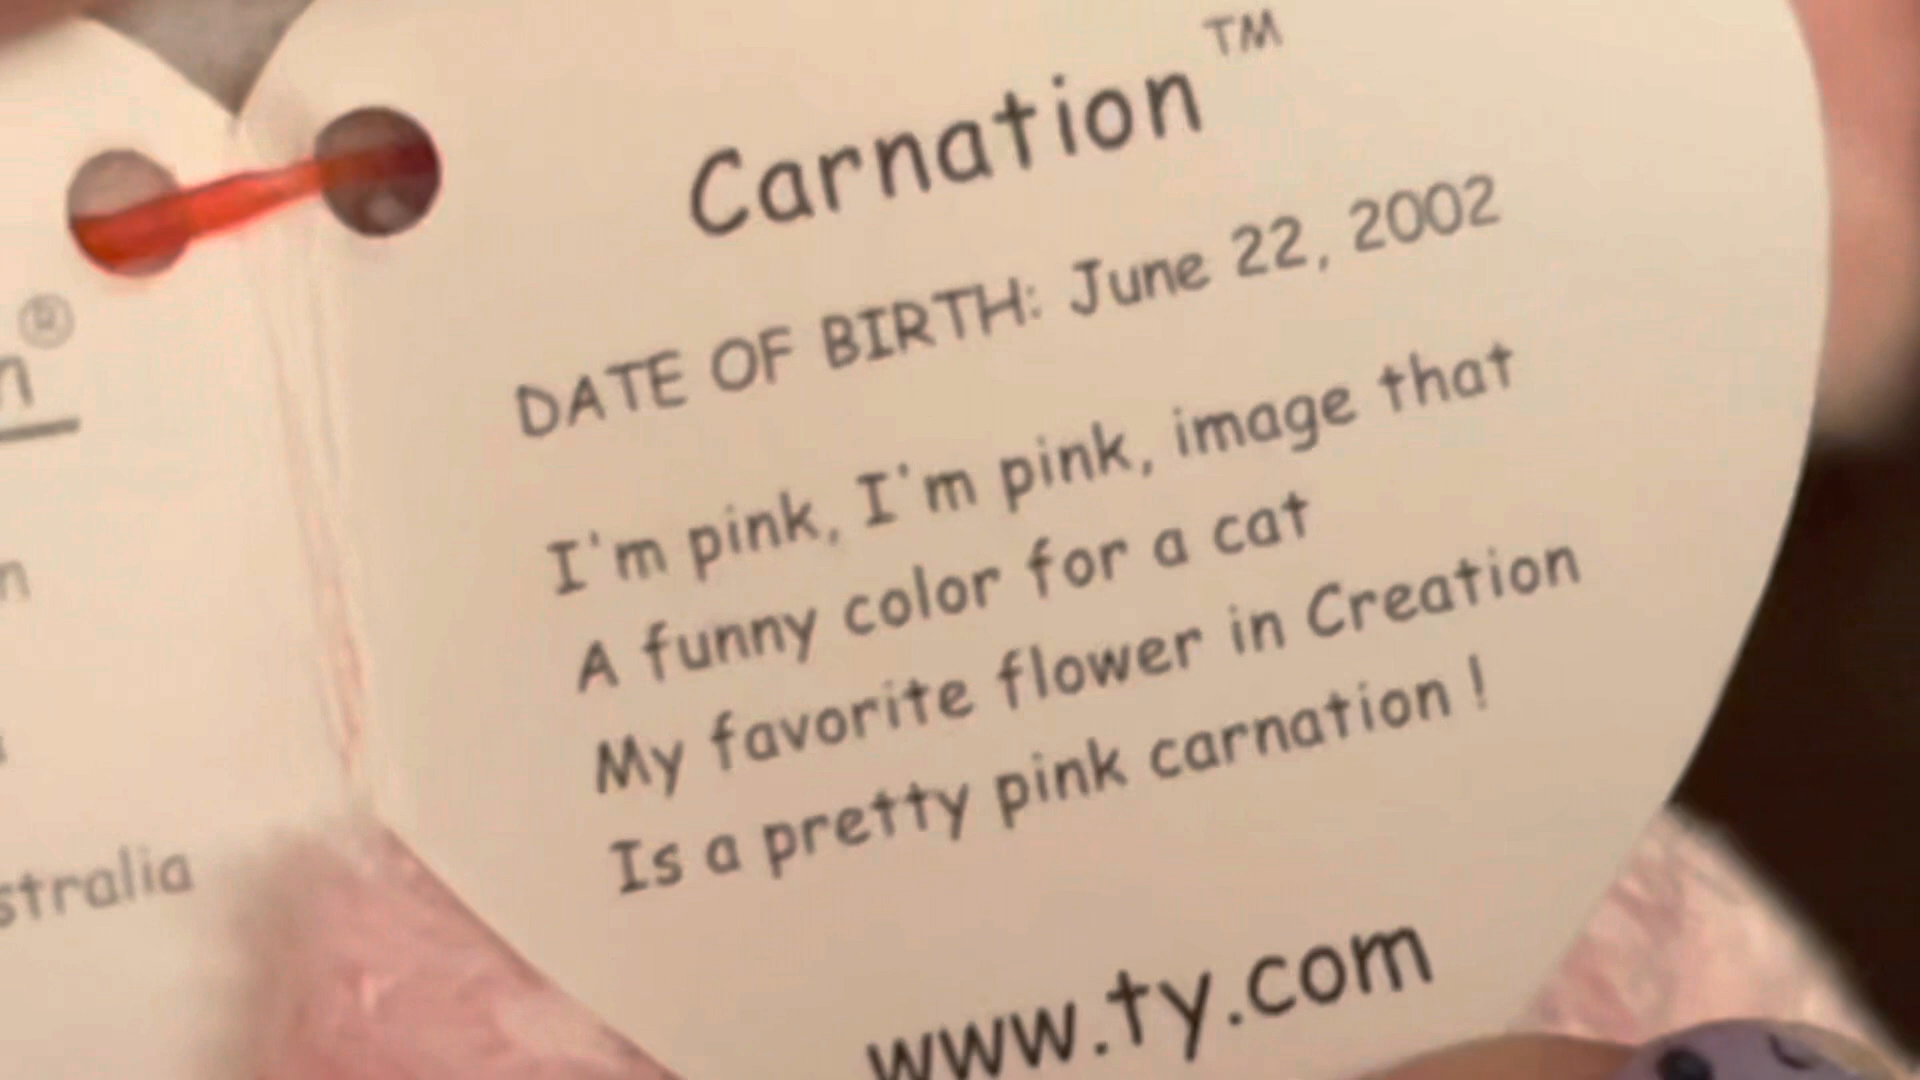 Carnation™
DATE OF BIRTH: June 22, 2002
I'm pink, I'm pink, image that
A funny color for a cat
My favorite flower in Creation
Is a pretty pink carnation !
www.ty.com